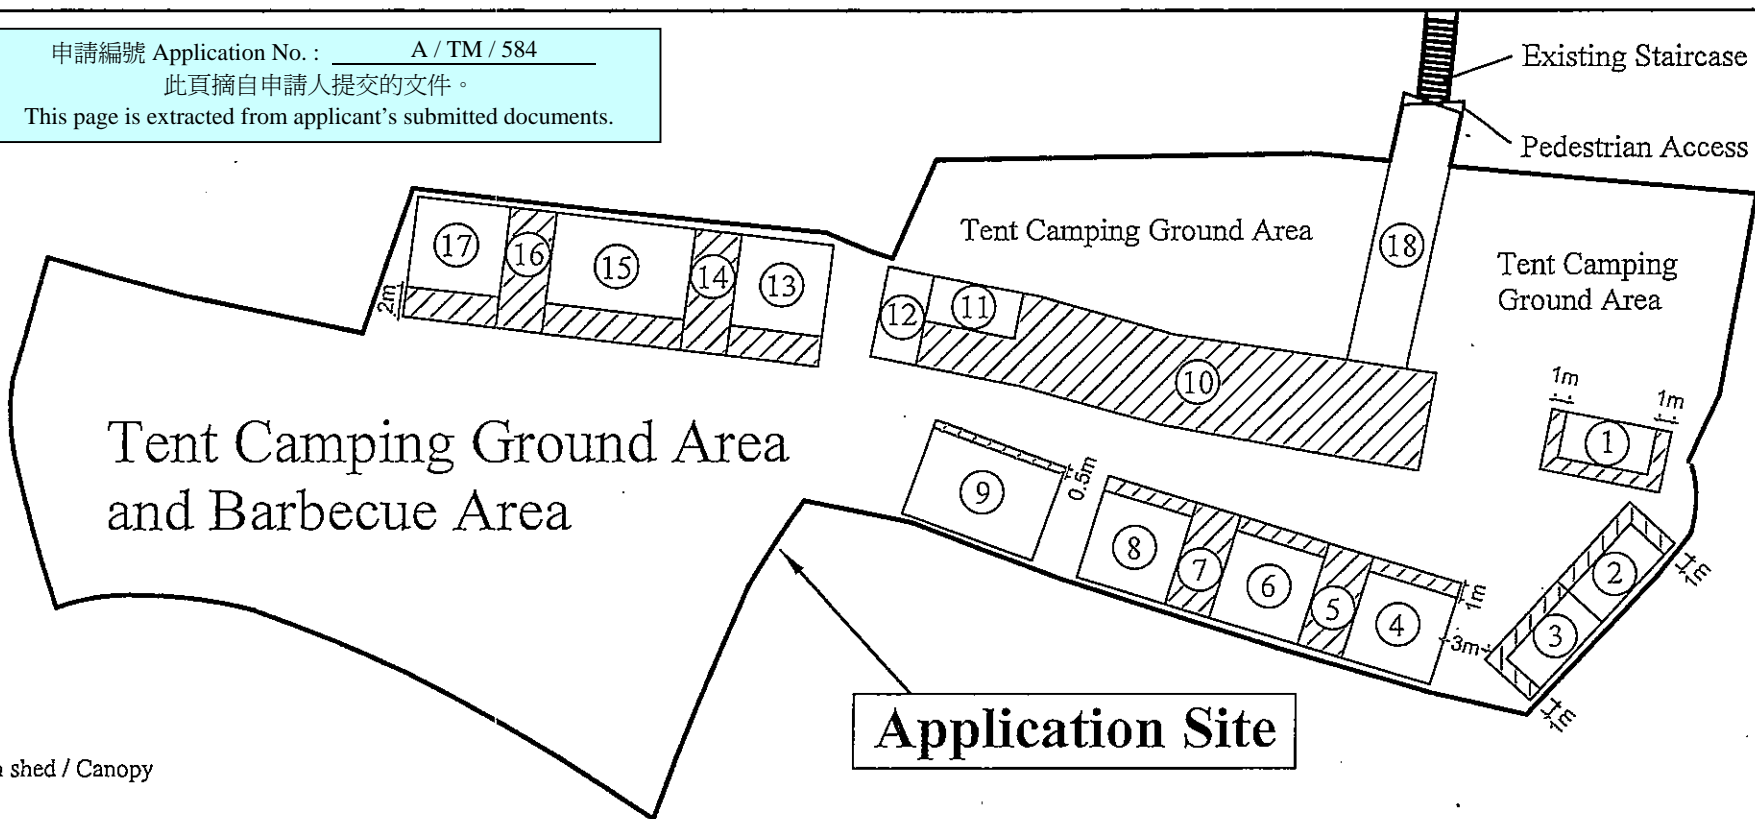 申請編號 Application No. : A / TM / 584
此頁摘自申請人提交的文件。
This page is extracted from applicant's submitted documents.
Existing Staircase
Pedestrian Access
Tent Camping Ground Area
Tent Camping
Ground Area
17
16
15
14
13
2m
12
11
18
10
1m
1m
1
Tent Camping Ground Area
and Barbecue Area
9
0.5m
8
7
6
5
4
1m
3m
2
3
1m
1m
Application Site
shed / Canopy